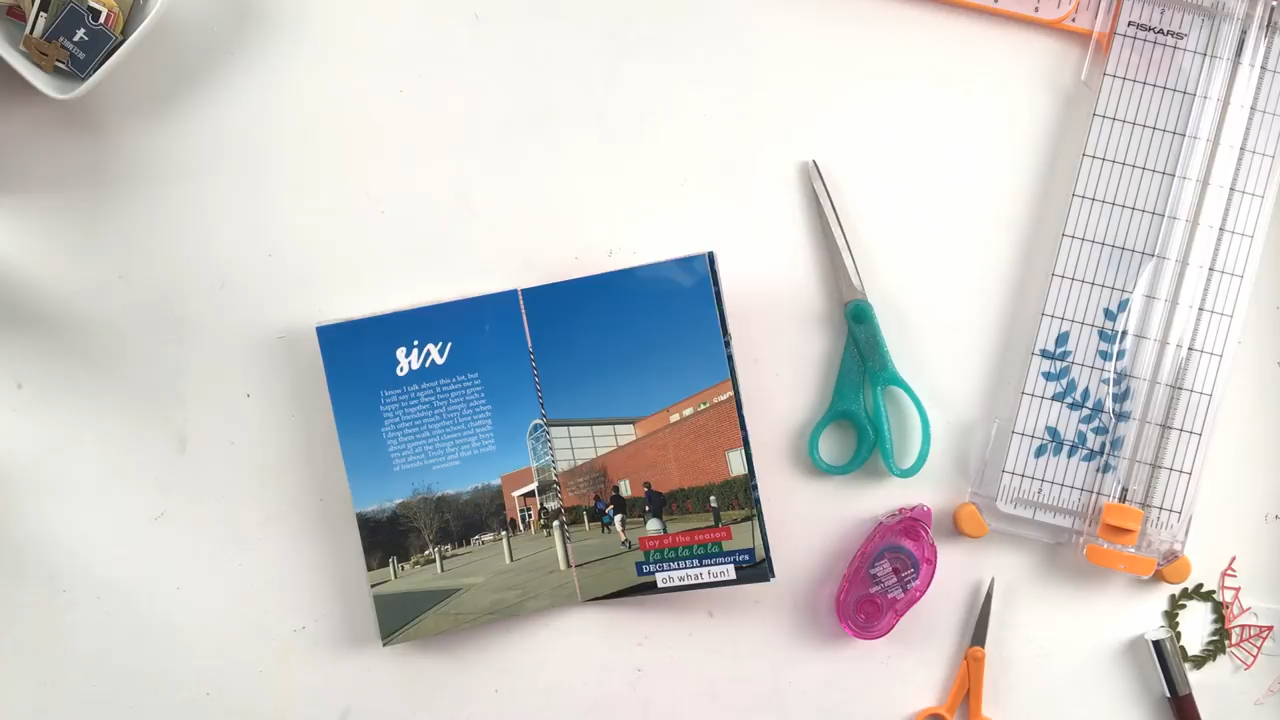 4
DECEMBER
FISKARS
six
I know I talk about this a lot, but
I will say it again. It makes me so
happy to see these two guys grow-
ing up together. They have such a
great friendship and simply adore
each other so much. Every day when
I drop them of together I love watch-
ing them walk into school, chatting
about games and classes and teach-
ers and all the things teenage boys
chat about. Truly they are the best
of friends forever and that is really
awesome.
joy of the season
fa la la la la
DECEMBER memories
oh what fun!